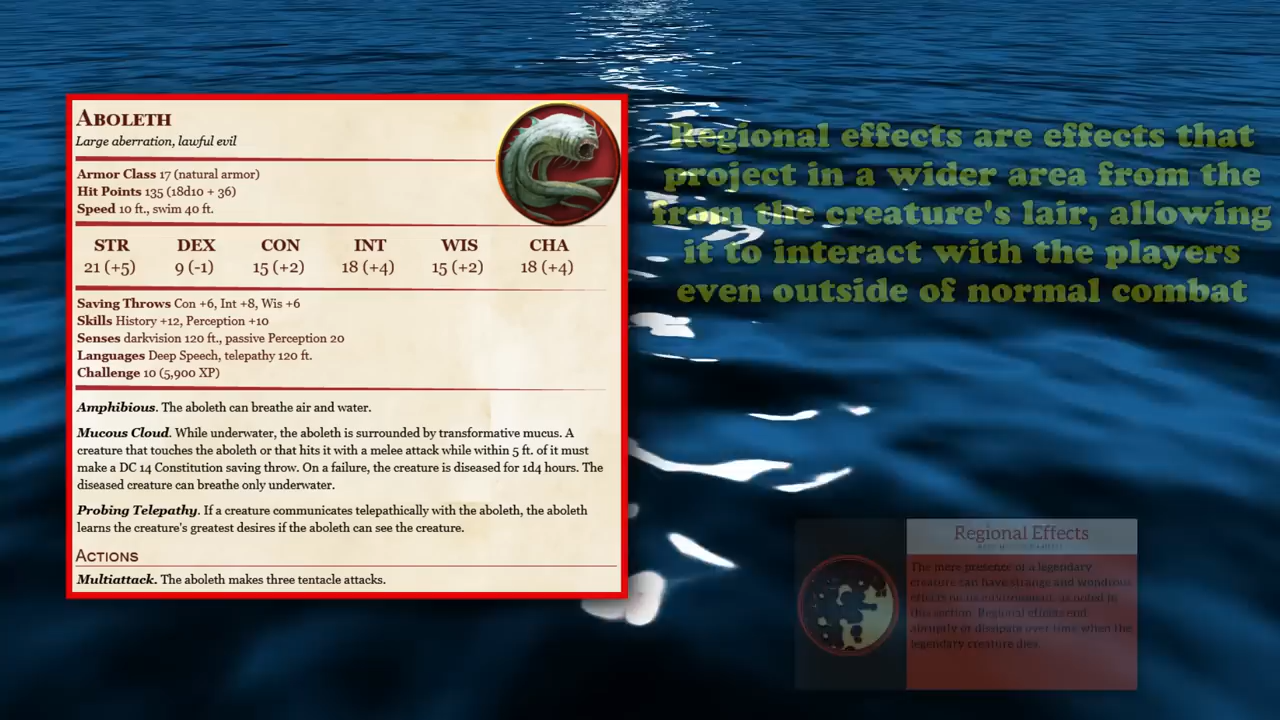 ABOLETH
Large aberration, lawful evil
Armor Class 17 (natural armor)
Hit Points 135 (18d10 + 36)
Speed 10 ft., swim 40 ft.
STR DEX CON INT WIS CHA
21 (+5) 9 (-1) 15 (+2) 18 (+4) 15 (+2) 18 (+4)
Saving Throws Con +6, Int +8, Wis +6
Skills History +12, Perception +10
Senses darkvision 120 ft., passive Perception 20
Languages Deep Speech, telepathy 120 ft.
Challenge 10 (5,900 XP)
Amphibious. The aboleth can breathe air and water.
Mucous Cloud. While underwater, the aboleth is surrounded by transformative mucus. A
creature that touches the aboleth or that hits it with a melee attack while within 5 ft. of it must
make a DC 14 Constitution saving throw. On a failure, the creature is diseased for 1d4 hours. The
diseased creature can breathe only underwater.
Probing Telepathy. If a creature communicates telepathically with the aboleth, the aboleth
learns the creature's greatest desires if the aboleth can see the creature.
ACTIONS
Multiattack. The aboleth makes three tentacle attacks.
Regional effects are effects that
project in a wider area from the
from the creature's lair, allowing
it to interact with the players
even outside of normal combat
Regional Effects
The mere presence of a legendary
creature can have strange and wondrous
effects on its environment, as noted in
this section. Regional effects end
abruptly or dissipate over time when the
legendary creature dies.